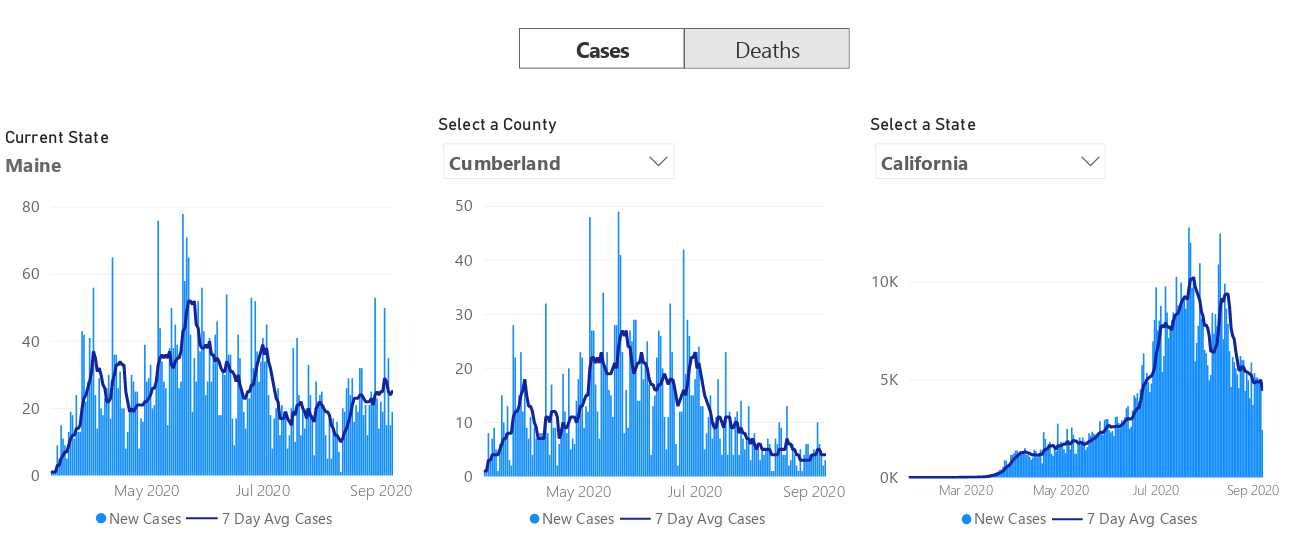 Cases Deaths
Current State
Maine
Select a County
Cumberland
Select a State
California
80
60
40
20
0
May 2020 Jul 2020 Sep 2020
New Cases 7 Day Avg Cases
50
40
30
20
10
0
May 2020 Jul 2020 Sep 2020
New Cases 7 Day Avg Cases
10K
5K
0K
Mar 2020 May 2020 Jul 2020 Sep 2020
New Cases 7 Day Avg Cases